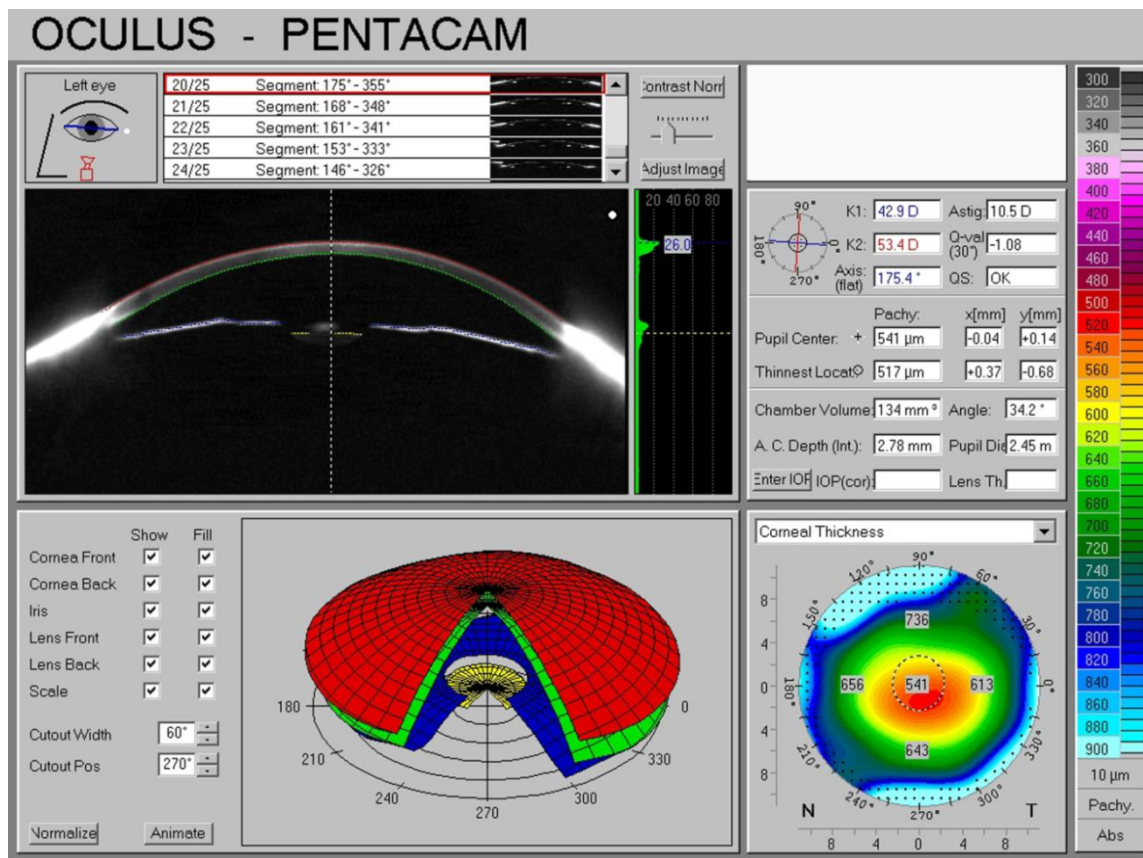 OCULUS - PENTACAM
Left eye
20/25 Segment: 175° - 355°
21/25 Segment: 168° - 348°
22/25 Segment: 161° - 341°
23/25 Segment: 153° - 333°
24/25 Segment: 146° - 326°
Contrast Norr
Adjust Image
20 40 60 80
26.0
90°
180° 0°
270°
K1: 42.9 D Astig: 10.5 D
K2: 53.4 D Q-val (30°) -1.08
Axis: (flat) 175.4° QS: OK
Pachy: x[mm] y[mm]
Pupil Center: + 541 µm -0.04 +0.14
Thinnest Locat: O 517 µm +0.37 -0.68
Chamber Volume: 134 mm³ Angle: 34.2°
A. C. Depth (Int.): 2.78 mm Pupil Dia 2.45 m
Enter IOP IOP(cor): Lens Th.
Show Fill
Cornea Front
Cornea Back
Iris
Lens Front
Lens Back
Scale
Cutout Width 60°
Cutout Pos 270°
Normalize Animate
180 0
210 330
240 300
270
Corneal Thickness
90°
120° 60°
150° 30°
180° 0°
210° 330°
240° 300°
270°
736
656 541 613
643
8
4
0
4
8
N T
8 4 0 4 8
300
320
340
360
380
400
420
440
460
480
500
520
540
560
580
600
620
640
660
680
700
720
740
760
780
800
820
840
860
880
900
10 µm
Pachy.
Abs